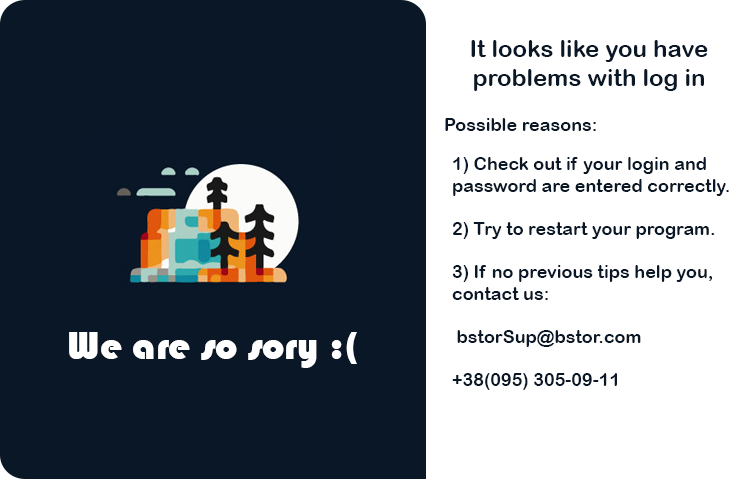 We are so sory :(
It looks like you have
problems with log in
Possible reasons:
1) Check out if your login and
password are entered correctly.
2) Try to restart your program.
3) If no previous tips help you,
contact us:
bstorSup@bstor.com
+38(095) 305-09-11